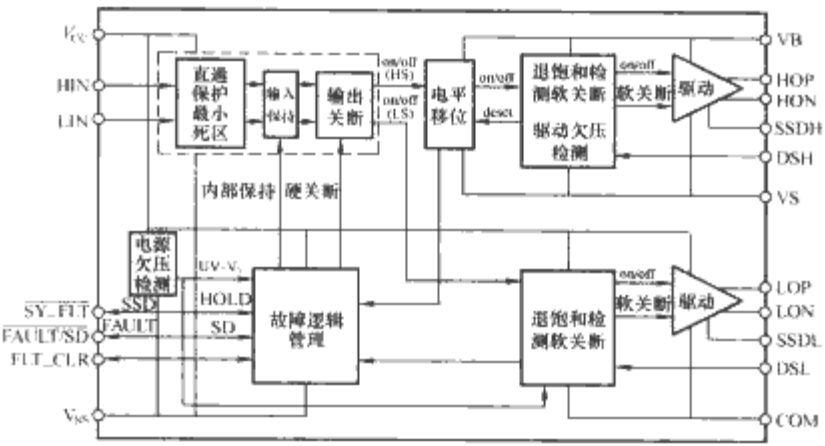 VCC
HIN
LIN
直通
保护
最小
死区
输入
保持
输出
关断
on/off
(HS)
on/off
(LS)
电平
移位
on/off
deset
退饱和检
测软关断
驱动欠压
检测
on/off
软关断
驱动
VB
HOP
HON
SSDH
DSH
VS
内部保持
硬关断
电源
欠压
检测
SY_FLT
FAULT/SD
FLT_CLR
SSD
FAULT
HOLD
SD
故障逻辑
管理
退饱和检
测软关断
on/off
软关断
驱动
LOP
LON
SSDL
DSL
COM